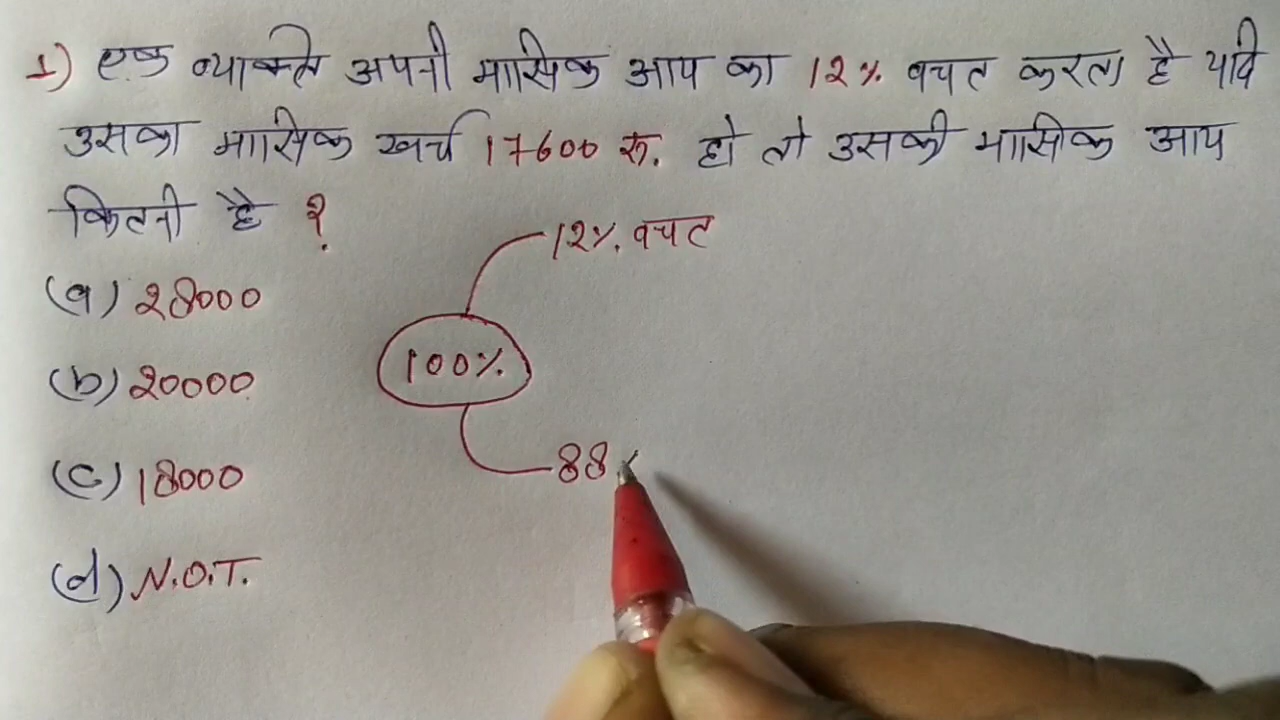 1) एक व्यक्ति अपनी मासिक आय का 12% बचत करता है यदि
उसका मासिक खर्च 17600 रू. हो तो उसकी मासिक आय
कितनी है ?
12% बचत
(a) 28000
100%
(b) 20000
88%
(c) 18000
(d) N.O.T.